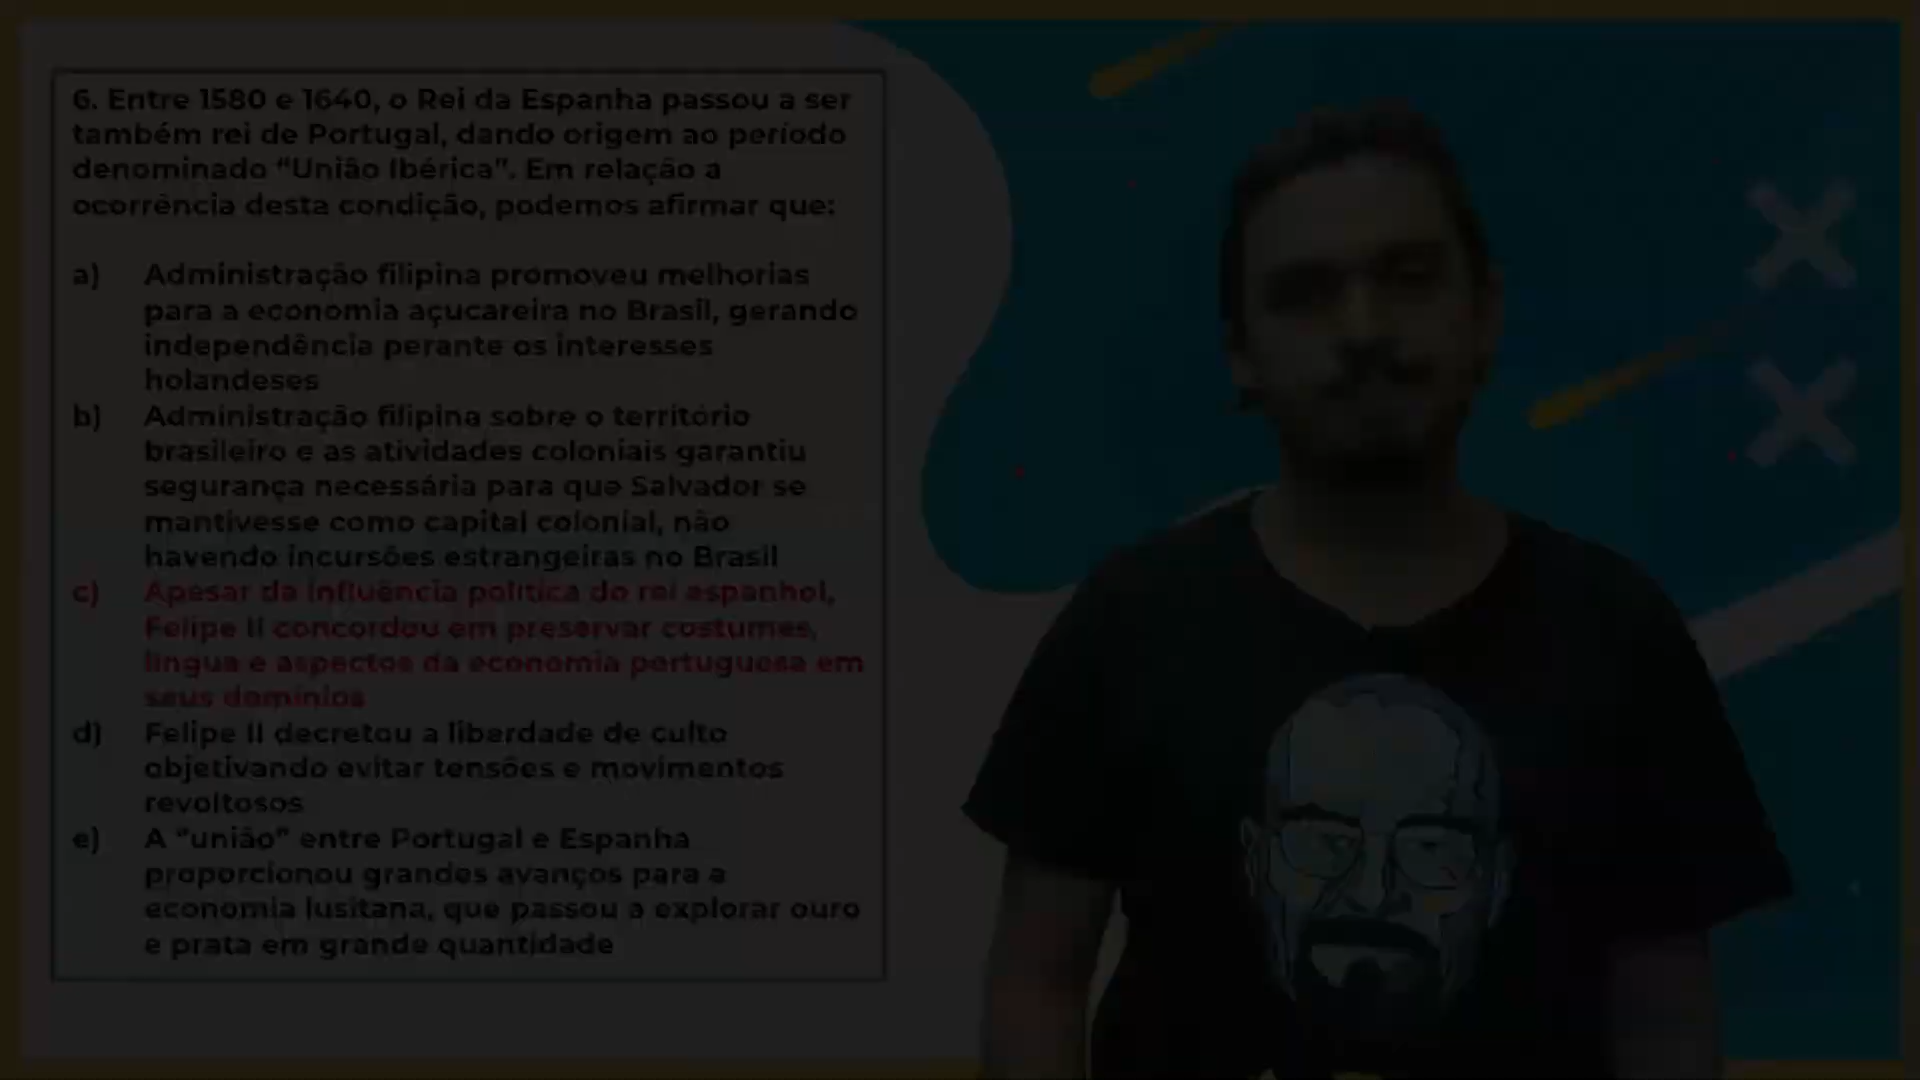 6. Entre 1580 e 1640, o Rei da Espanha passou a ser
também rei de Portugal, dando origem ao período
denominado “União Ibérica”. Em relação a
ocorrência desta condição, podemos afirmar que:
a) Administração filipina promoveu melhorias
para a economia açucareira no Brasil, gerando
independência perante os interesses
holandeses
b) Administração filipina sobre o território
brasileiro e as atividades coloniais garantiu
segurança necessária para que Salvador se
mantivesse como capital colonial, não
havendo incursões estrangeiras no Brasil
c) Apesar da influência política do rei espanhol,
Felipe II concordou em preservar costumes,
língua e aspectos da economia portuguesa em
seus domínios
d) Felipe II decretou a liberdade de culto
objetivando evitar tensões e movimentos
revoltosos
e) A “união” entre Portugal e Espanha
proporcionou grandes avanços para a
economia lusitana, que passou a explorar ouro
e prata em grande quantidade